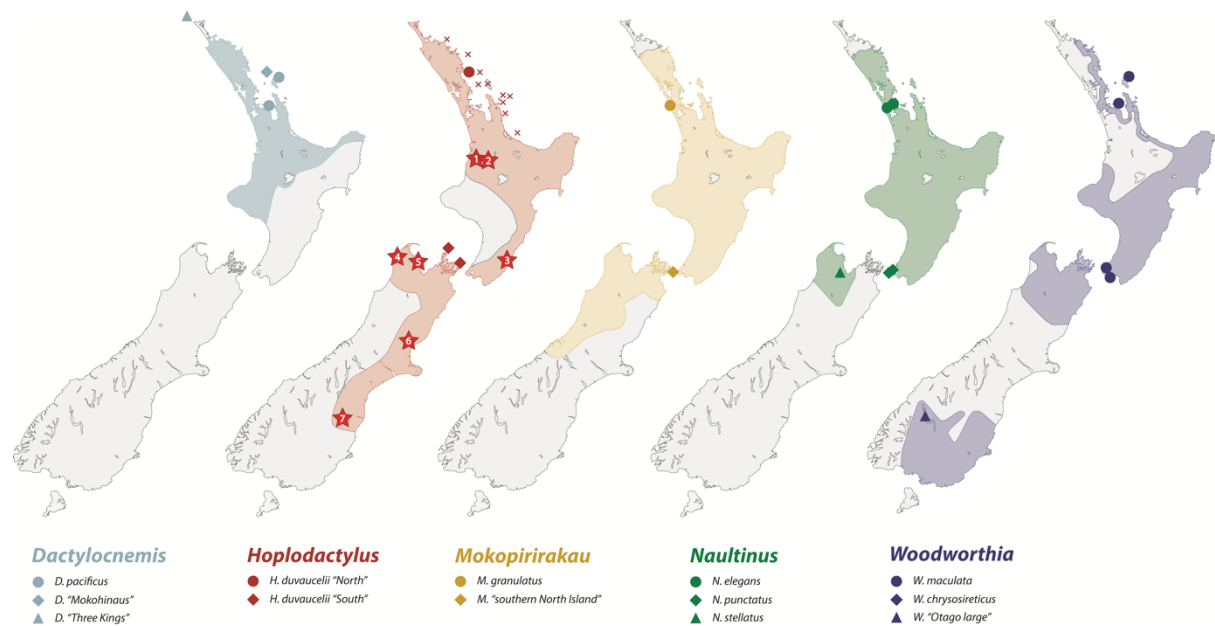 1
2
3
4
5
6
7
Dactylocnemis
D. pacificus
D. "Mokohinaus"
D. "Three Kings"
Hoplodactylus
H. duvaucelii "North"
H. duvaucelii "South"
Mokopirirakau
M. granulatus
M. "southern North Island"
Naultinus
N. elegans
N. punctatus
N. stellatus
Woodworthia
W. maculata
W. chrysosireticus
W. "Otago large"